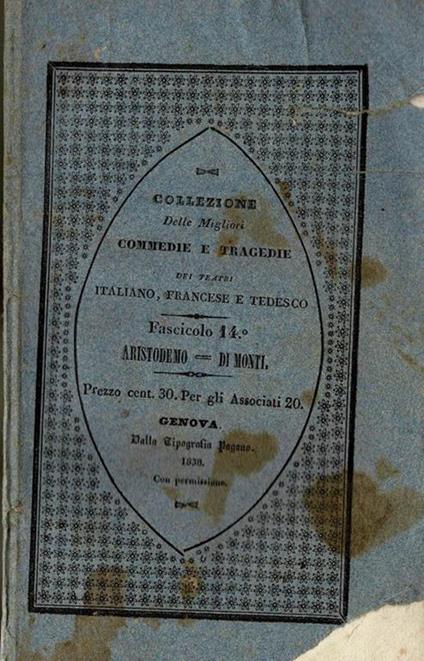 COLLEZIONE
Delle Migliori
COMMEDIE E TRAGEDIE
DEI TEATRI
ITALIANO, FRANCESE E TEDESCO
Fascicolo 14.°
ARISTODEMO = DI MONTI.
Prezzo cent. 30. Per gli Associati 20.
GENOVA.
Dalla Tipografia Pagano.
1838.
Con permissione.